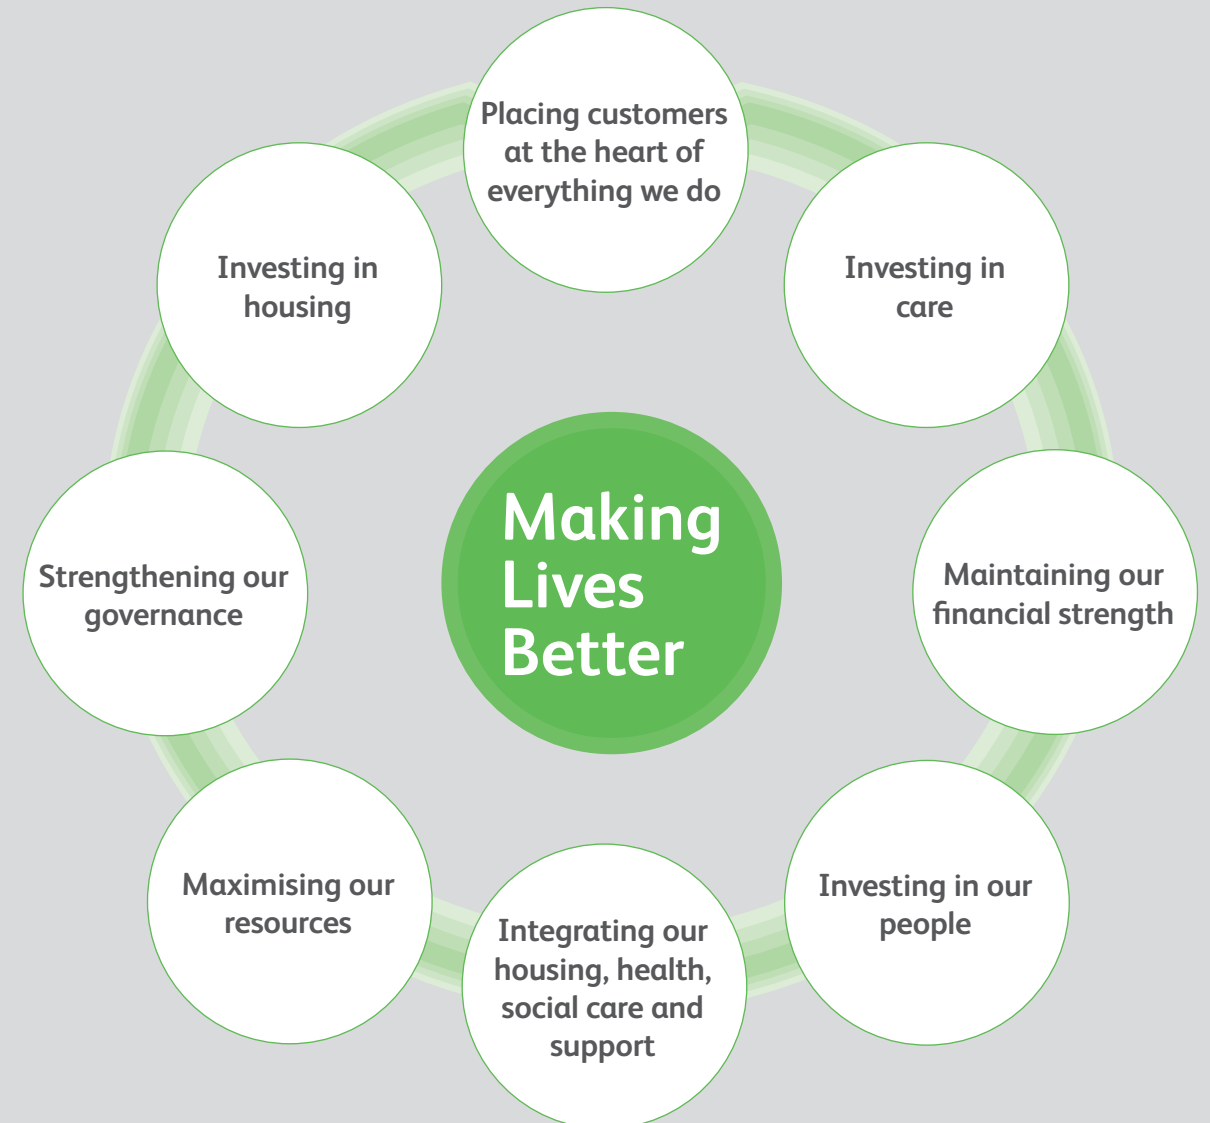 Placing customers
at the heart of
everything we do
Investing in
housing
Investing in
care
Making
Lives
Better
Strengthening our
governance
Maintaining our
financial strength
Maximising our
resources
Investing in our
people
Integrating our
housing, health,
social care and
support